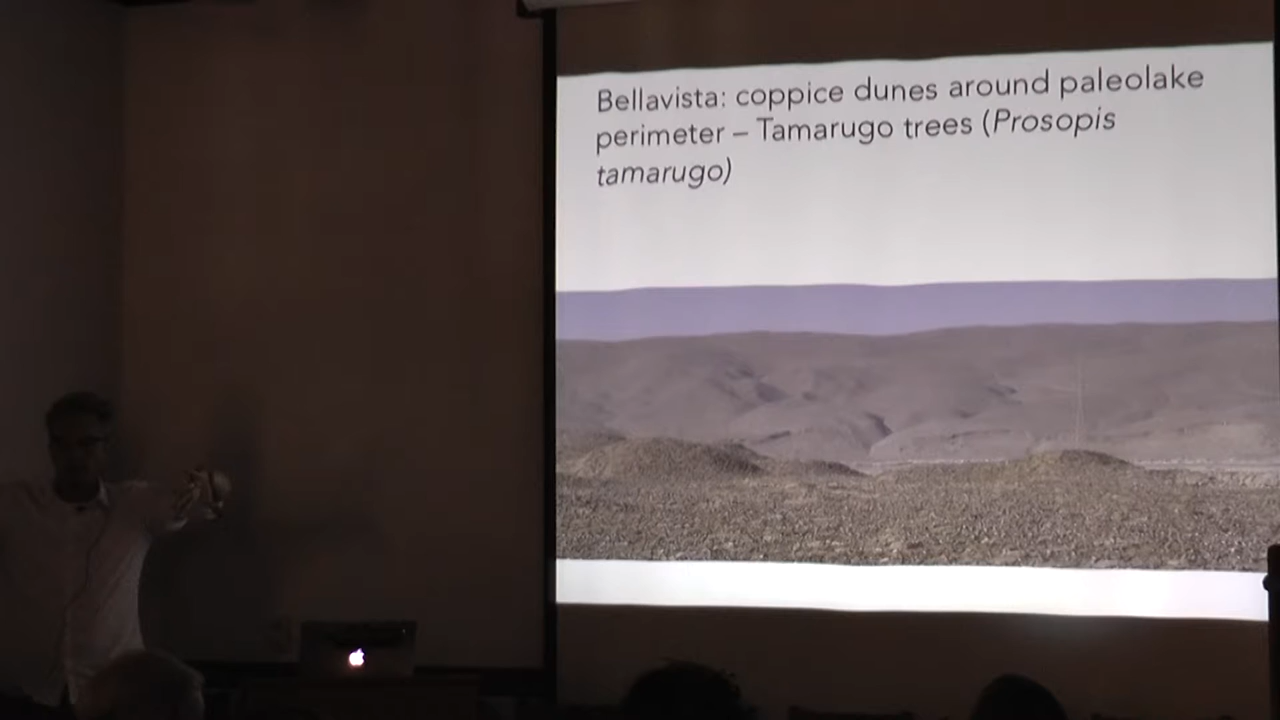 Bellavista: coppice dunes around paleolake
perimeter – Tamarugo trees (Prosopis
tamarugo)